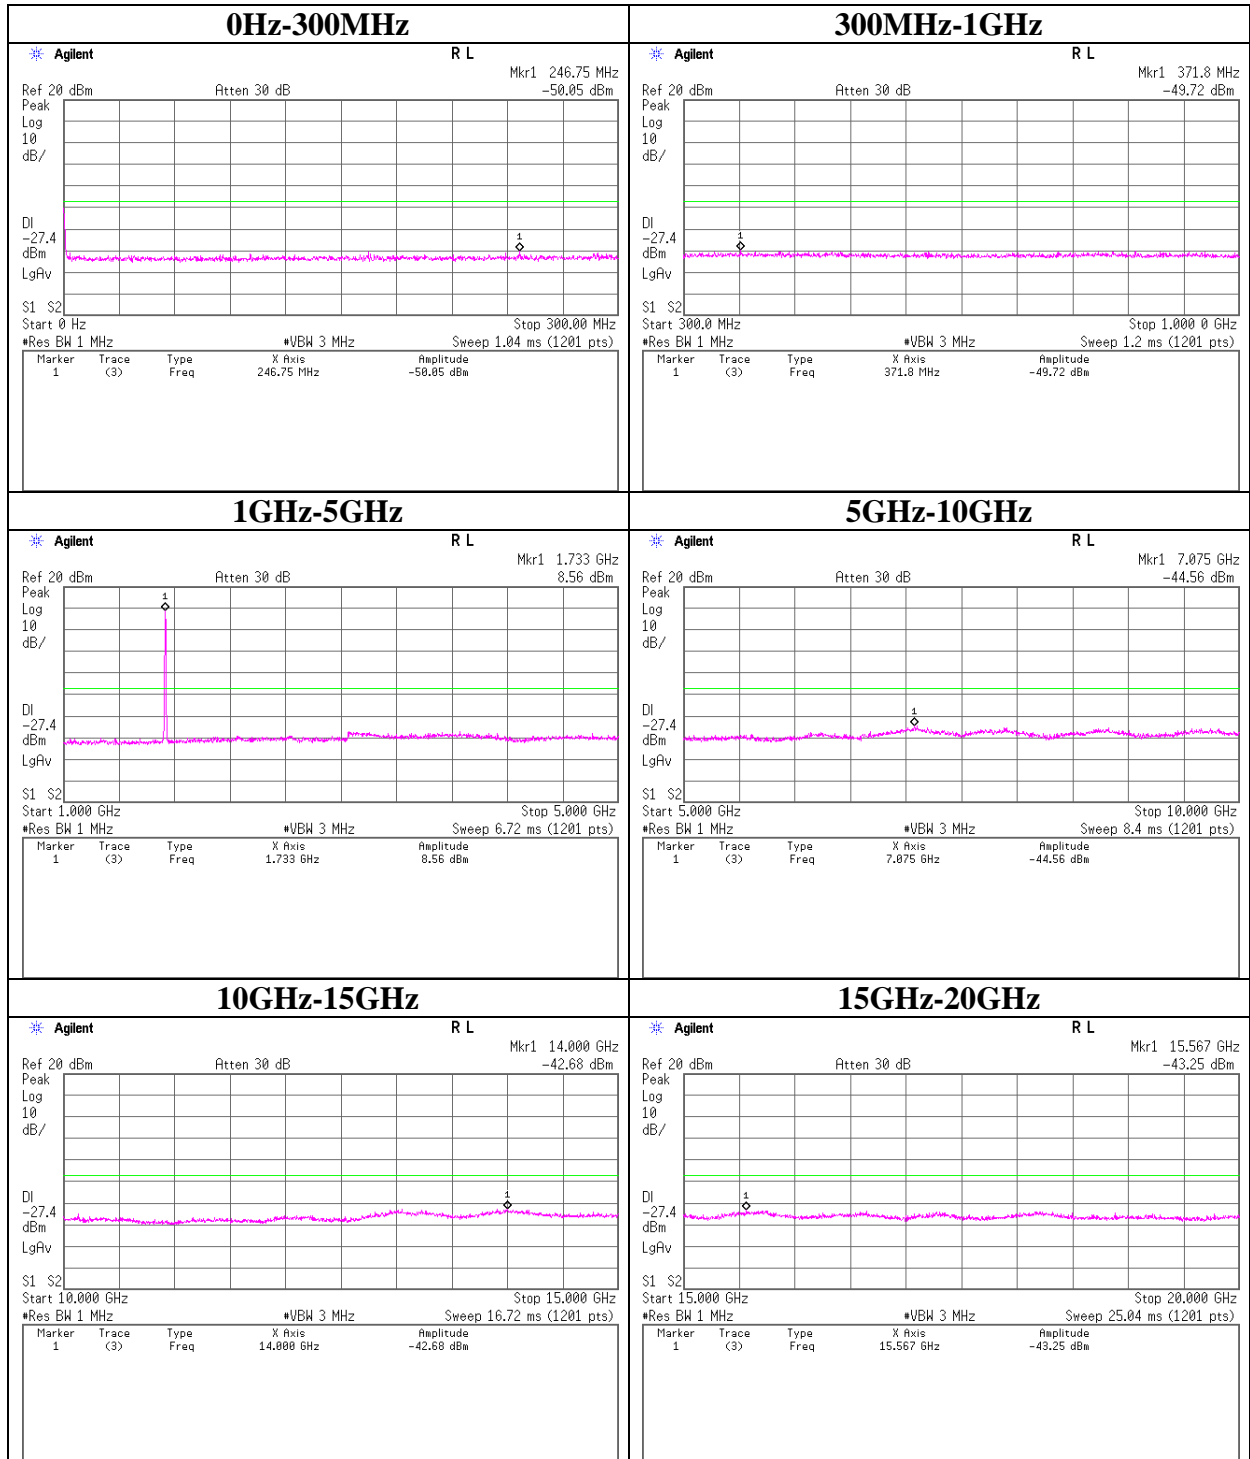 0Hz-300MHz
Agilent R L
Mkr1 246.75 MHz
Ref 20 dBm Atten 30 dB -50.05 dBm
Peak
Log
10
dB/
DI
-27.4
dBm
LgAv
1
S1 S2
Start 0 Hz Stop 300.00 MHz
#Res BW 1 MHz #VBW 3 MHz Sweep 1.04 ms (1201 pts)
Marker Trace Type X Axis Amplitude
1 (3) Freq 246.75 MHz -50.05 dBm
300MHz-1GHz
Agilent R L
Mkr1 371.8 MHz
Ref 20 dBm Atten 30 dB -49.72 dBm
Peak
Log
10
dB/
DI
-27.4
dBm
LgAv
1
S1 S2
Start 300.0 MHz Stop 1.000 0 GHz
#Res BW 1 MHz #VBW 3 MHz Sweep 1.2 ms (1201 pts)
Marker Trace Type X Axis Amplitude
1 (3) Freq 371.8 MHz -49.72 dBm
1GHz-5GHz
Agilent R L
Mkr1 1.733 GHz
Ref 20 dBm Atten 30 dB 8.56 dBm
Peak
Log
10
dB/
1
DI
-27.4
dBm
LgAv
S1 S2
Start 1.000 GHz Stop 5.000 GHz
#Res BW 1 MHz #VBW 3 MHz Sweep 6.72 ms (1201 pts)
Marker Trace Type X Axis Amplitude
1 (3) Freq 1.733 GHz 8.56 dBm
5GHz-10GHz
Agilent R L
Mkr1 7.075 GHz
Ref 20 dBm Atten 30 dB -44.56 dBm
Peak
Log
10
dB/
DI
-27.4
dBm
LgAv
1
S1 S2
Start 5.000 GHz Stop 10.000 GHz
#Res BW 1 MHz #VBW 3 MHz Sweep 8.4 ms (1201 pts)
Marker Trace Type X Axis Amplitude
1 (3) Freq 7.075 GHz -44.56 dBm
10GHz-15GHz
Agilent R L
Mkr1 14.000 GHz
Ref 20 dBm Atten 30 dB -42.68 dBm
Peak
Log
10
dB/
DI
-27.4
dBm
LgAv
1
S1 S2
Start 10.000 GHz Stop 15.000 GHz
#Res BW 1 MHz #VBW 3 MHz Sweep 16.72 ms (1201 pts)
Marker Trace Type X Axis Amplitude
1 (3) Freq 14.000 GHz -42.68 dBm
15GHz-20GHz
Agilent R L
Mkr1 15.567 GHz
Ref 20 dBm Atten 30 dB -43.25 dBm
Peak
Log
10
dB/
DI
-27.4
dBm
LgAv
1
S1 S2
Start 15.000 GHz Stop 20.000 GHz
#Res BW 1 MHz #VBW 3 MHz Sweep 25.04 ms (1201 pts)
Marker Trace Type X Axis Amplitude
1 (3) Freq 15.567 GHz -43.25 dBm